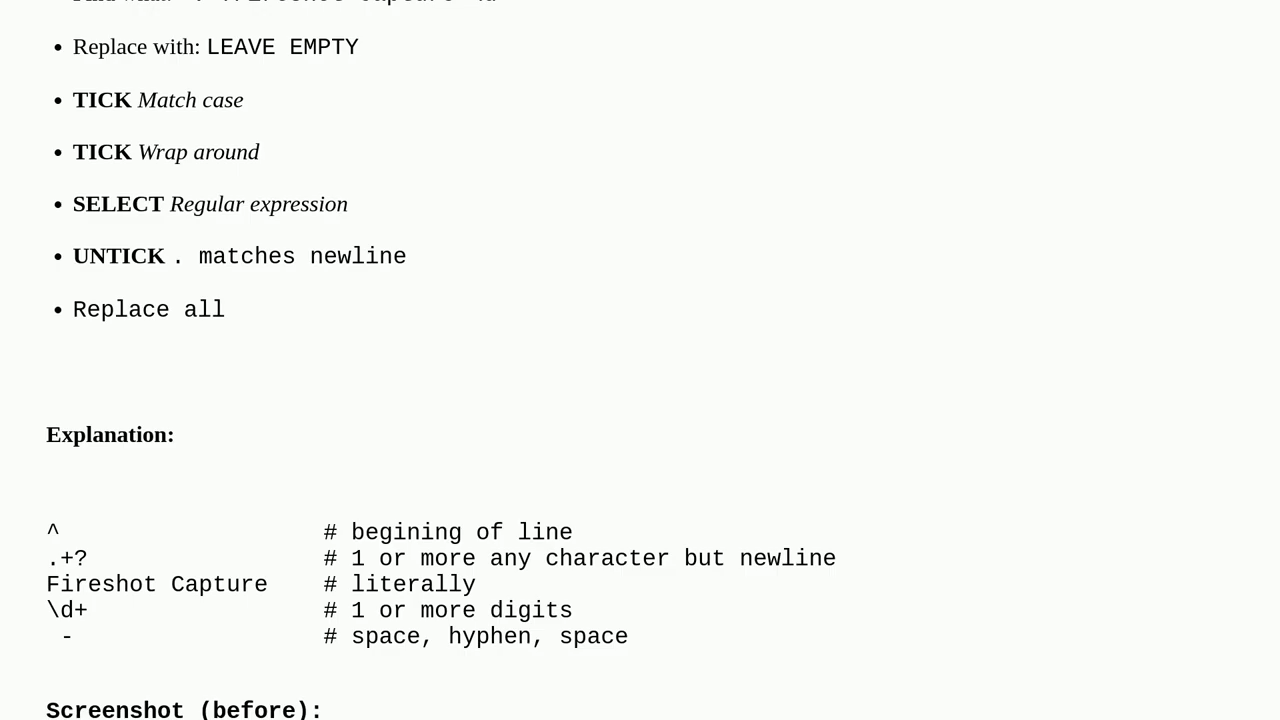 Replace with: LEAVE EMPTY
TICK Match case
TICK Wrap around
SELECT Regular expression
UNTICK . matches newline
Replace all
Explanation:
^                   # begining of line
.+?                 # 1 or more any character but newline
Fireshot Capture    # literally
\d+                 # 1 or more digits
 -                  # space, hyphen, space
Screenshot (before):